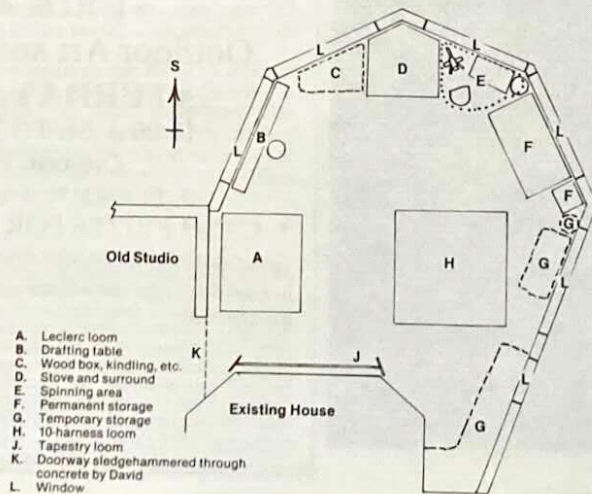 S
L
L
C
D
E
B
L
L
F
F
G
Old Studio
A
H
G
L
K
J
Existing House
L
G
A. Leclerc loom
B. Drafting table
C. Wood box, kindling, etc.
D. Stove and surround
E. Spinning area
F. Permanent storage
G. Temporary storage
H. 10-harness loom
J. Tapestry loom
K. Doorway sledgehammered through
concrete by David
L. Window